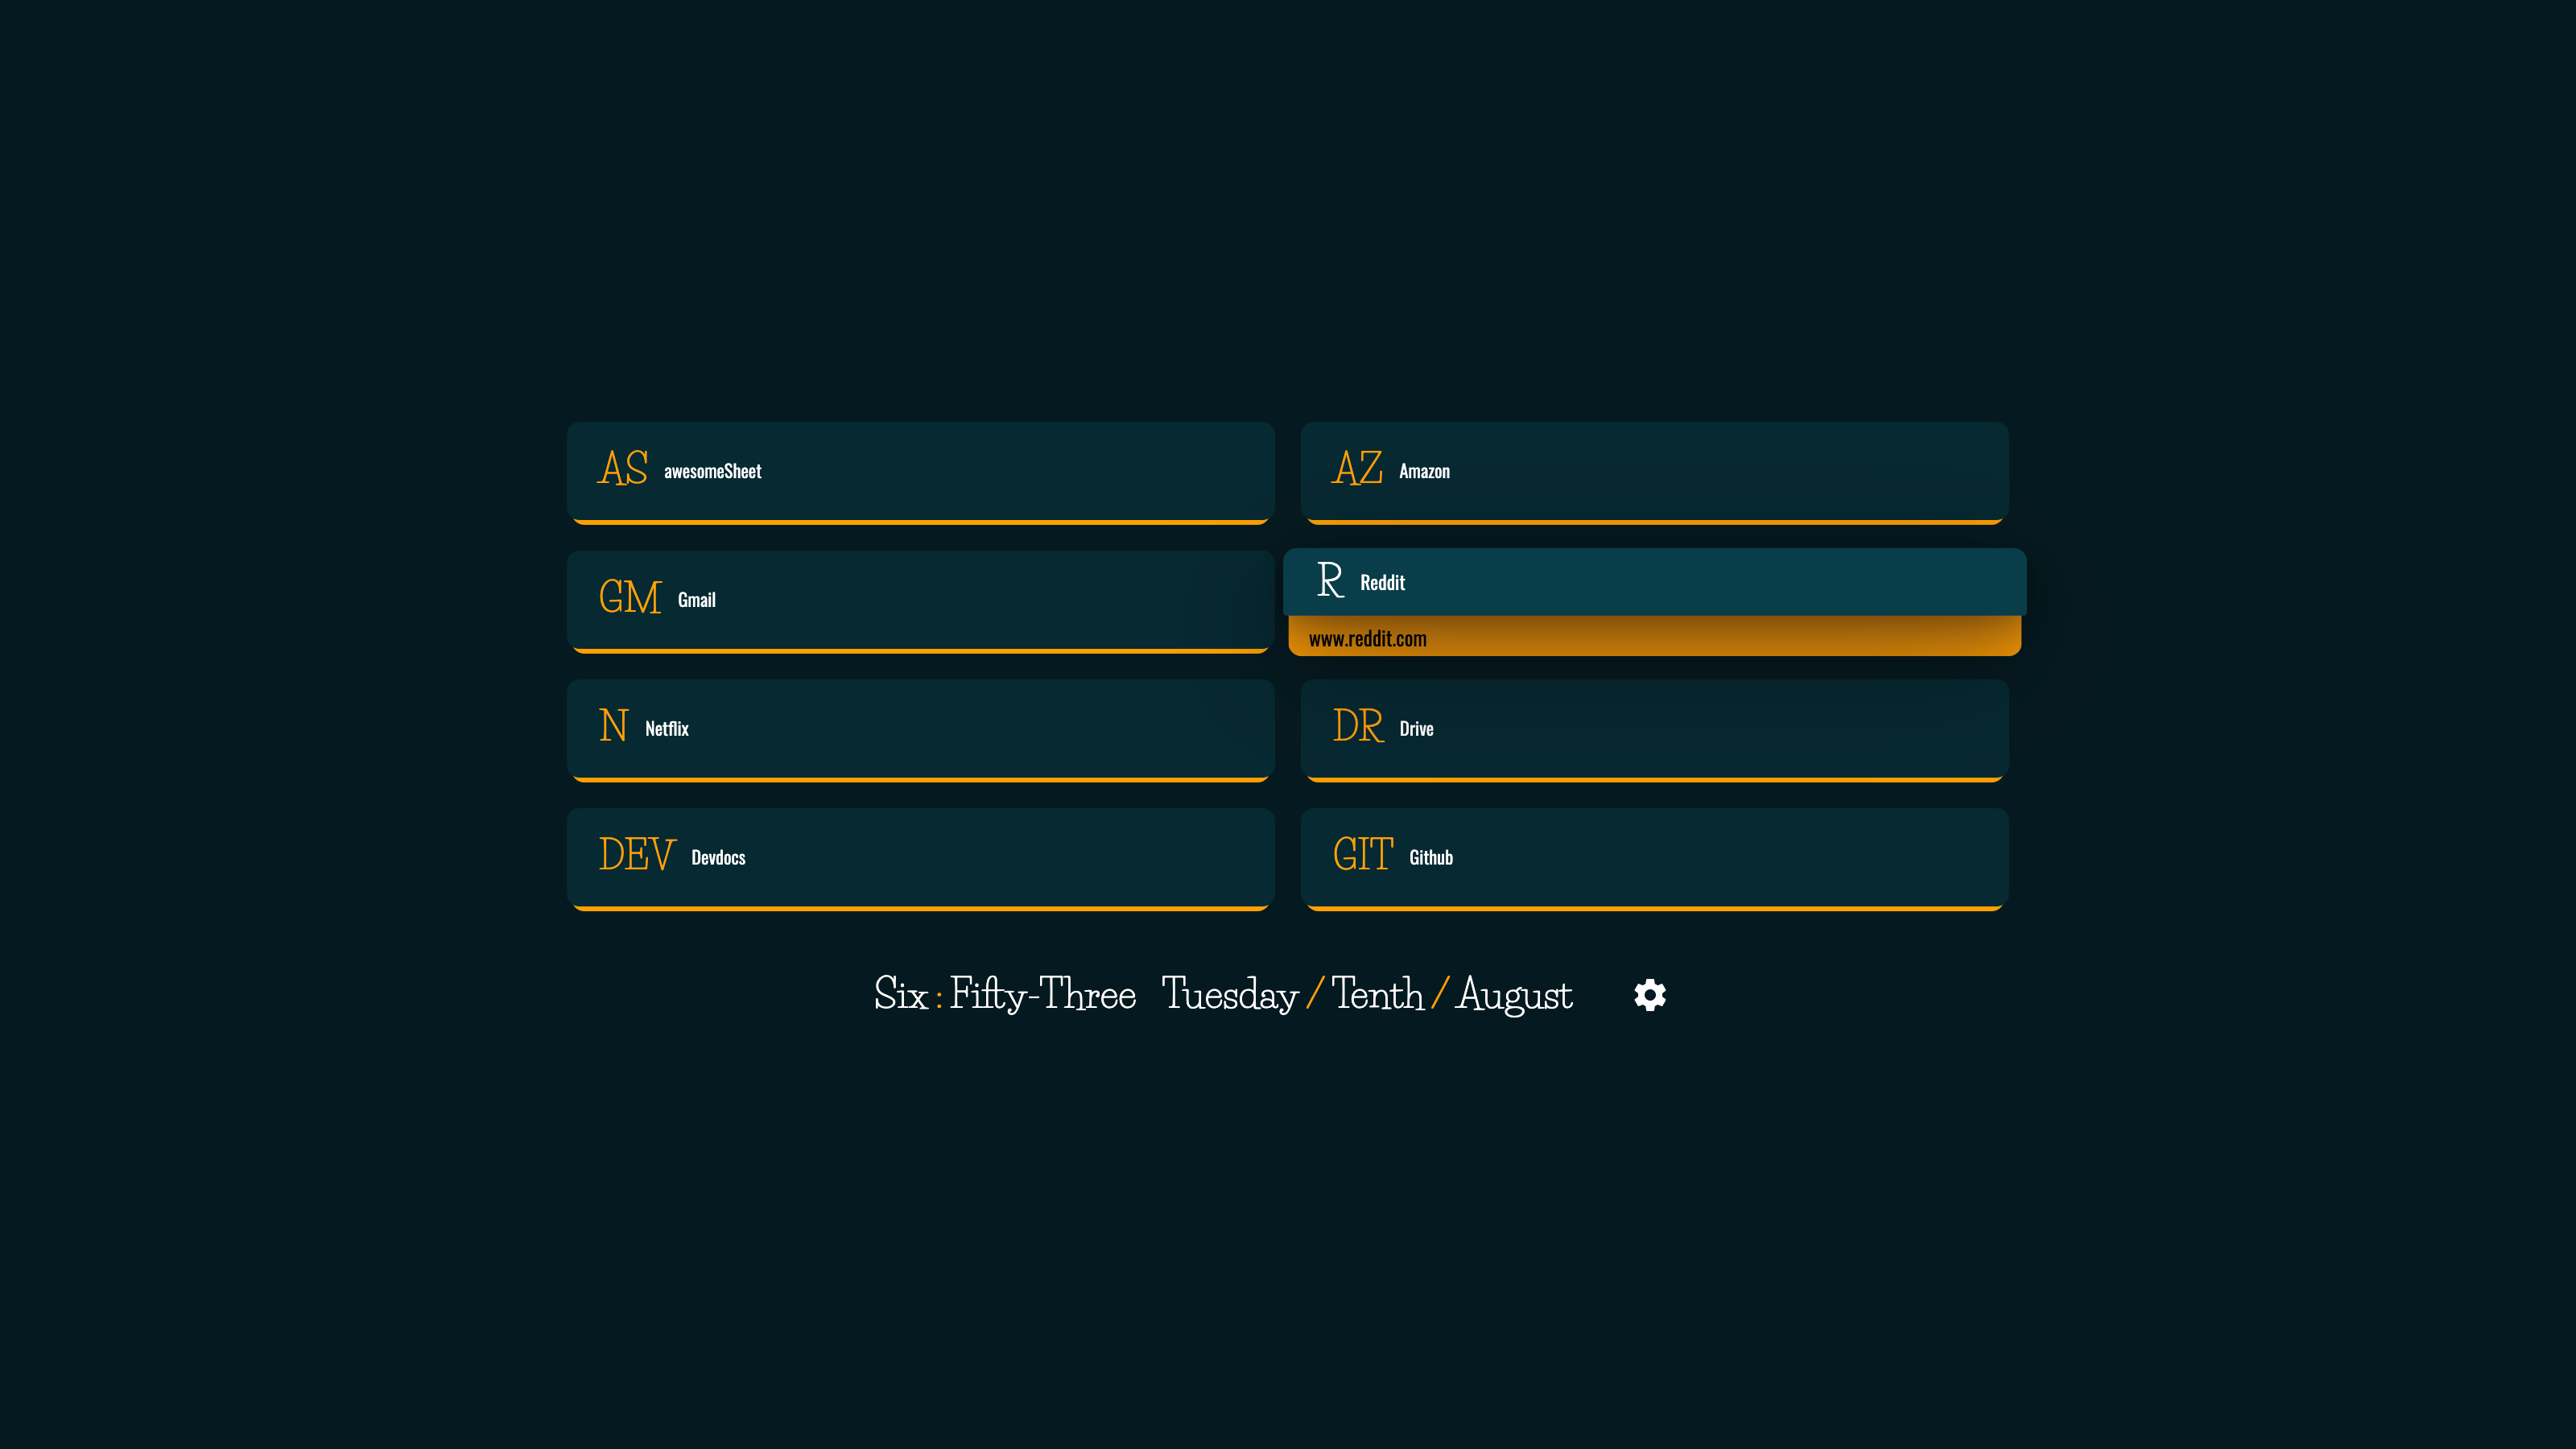 AS awesomeSheet
AZ Amazon
GM Gmail
R Reddit
www.reddit.com
N Netflix
DR Drive
DEV Devdocs
GIT Github
Six : Fifty-Three Tuesday / Tenth / August